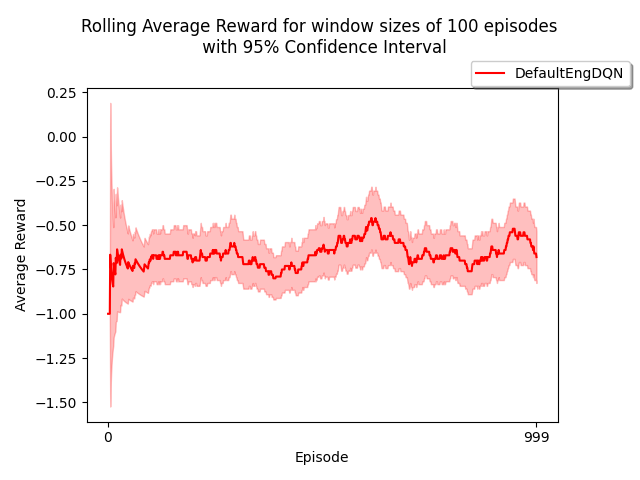 Rolling Average Reward for window sizes of 100 episodes
with 95% Confidence Interval
DefaultEngDQN
0.25
0.00
−0.25
−0.50
−0.75
−1.00
−1.25
−1.50
Average Reward
0
999
Episode